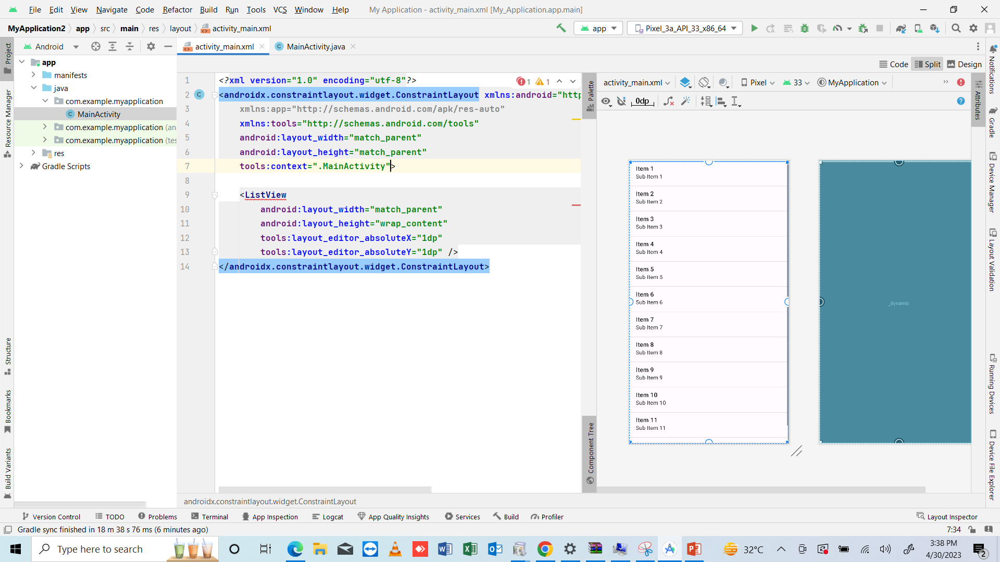 File Edit View Navigate Code Refactor Build Run Tools VCS Window Help My Application - activity_main.xml [My_Application.app.main]
MyApplication2 app src main res layout activity_main.xml app Pixel_3a_API_33_x86_64
Project
Android activity_main.xml MainActivity.java
Notifications
Code Split Design
app
manifests
java
com.example.myapplication
MainActivity
com.example.myapplication (an
com.example.myapplication (tes
res
Gradle Scripts
Resource Manager
Structure
Bookmarks
Build Variants
1 <?xml version="1.0" encoding="utf-8"?> 1 1
2 <androidx.constraintlayout.widget.ConstraintLayout xmlns:android="http
3 xmlns:app="http://schemas.android.com/apk/res-auto"
4 xmlns:tools="http://schemas.android.com/tools"
5 android:layout_width="match_parent"
6 android:layout_height="match_parent"
7 tools:context=".MainActivity">
8
9 <ListView
10 android:layout_width="match_parent"
11 android:layout_height="wrap_content"
12 tools:layout_editor_absoluteX="1dp"
13 tools:layout_editor_absoluteY="1dp" />
14 </androidx.constraintlayout.widget.ConstraintLayout>
Palette
activity_main.xml Pixel 33 MyApplication
0dp
Attributes
Gradle
Device Manager
Layout Validation
Running Devices
Device File Explorer
Component Tree
Item 1
Sub Item 1
Item 2
Sub Item 2
Item 3
Sub Item 3
Item 4
Sub Item 4
Item 5
Sub Item 5
Item 6
Sub Item 6
Item 7
Sub Item 7
Item 8
Sub Item 8
Item 9
Sub Item 9
Item 10
Sub Item 10
Item 11
Sub Item 11
_dynamic
androidx.constraintlayout.widget.ConstraintLayout
Version Control TODO Problems Terminal App Inspection Logcat App Quality Insights Services Build Profiler Layout Inspector
Gradle sync finished in 18 m 38 s 76 ms (6 minutes ago) 7:34
Type here to search 32°C 3:38 PM
4/30/2023 2